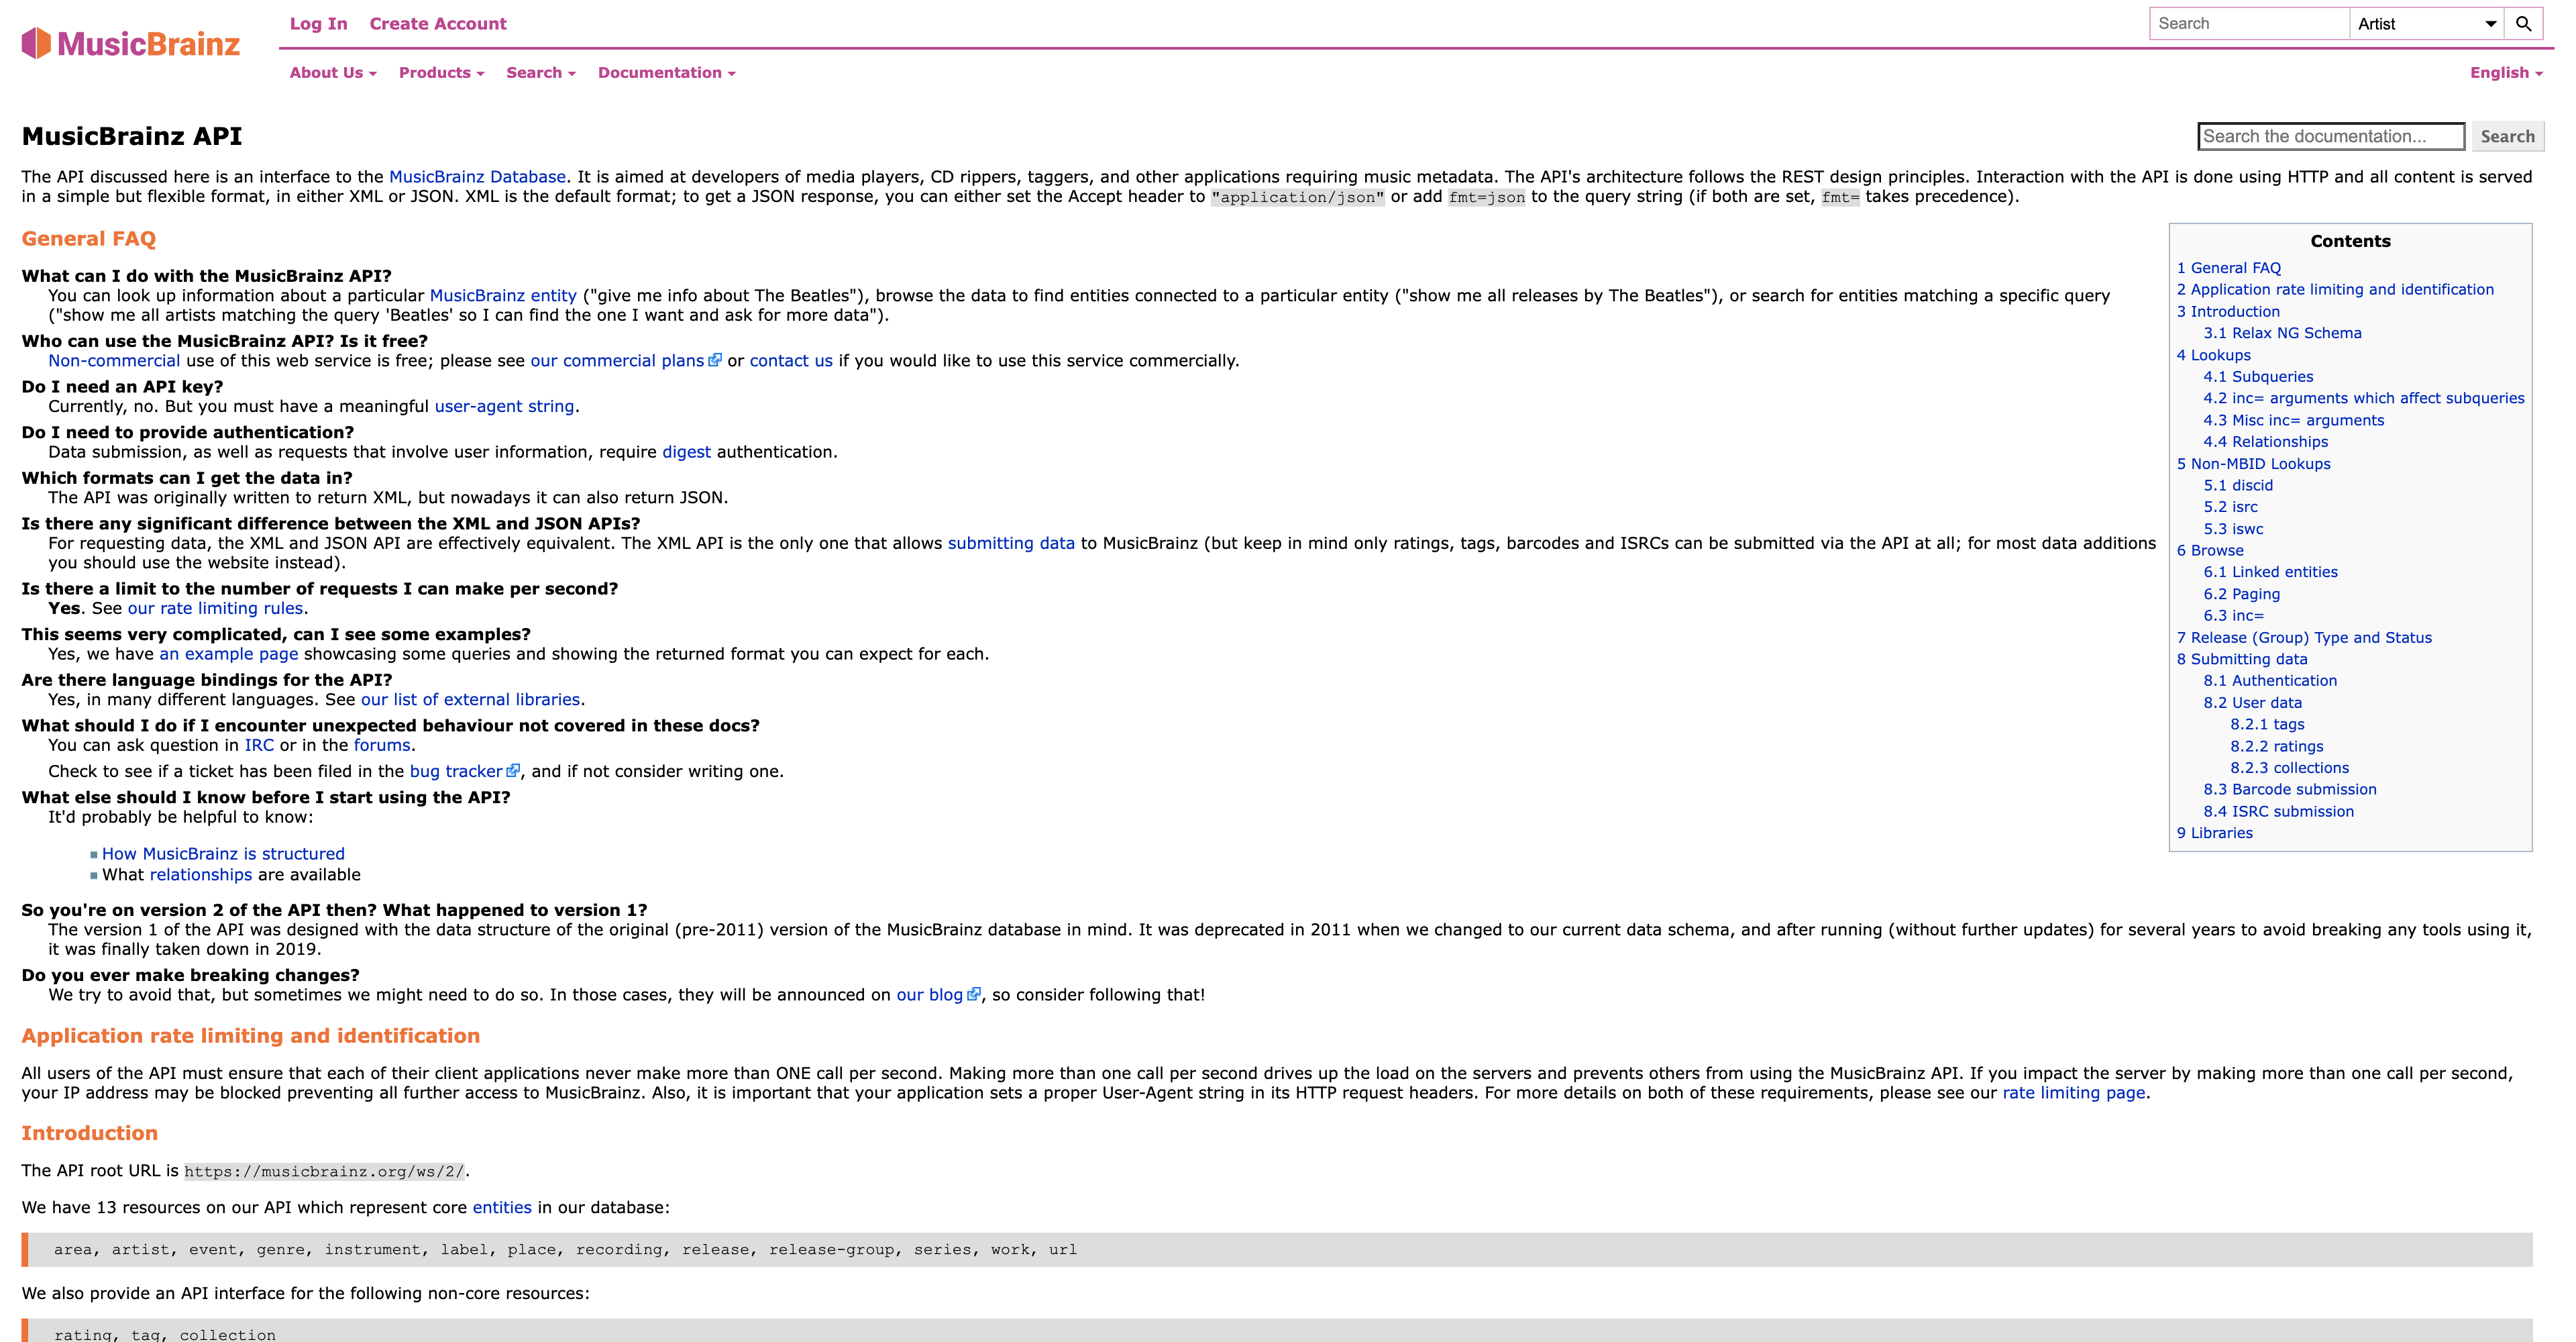 MusicBrainz
Log In Create Account
Search Artist
About Us Products Search Documentation English
MusicBrainz API
Search the documentation... Search
The API discussed here is an interface to the MusicBrainz Database. It is aimed at developers of media players, CD rippers, taggers, and other applications requiring music metadata. The API's architecture follows the REST design principles. Interaction with the API is done using HTTP and all content is served
in a simple but flexible format, in either XML or JSON. XML is the default format; to get a JSON response, you can either set the Accept header to "application/json" or add fmt=json to the query string (if both are set, fmt= takes precedence).
General FAQ
What can I do with the MusicBrainz API?
You can look up information about a particular MusicBrainz entity ("give me info about The Beatles"), browse the data to find entities connected to a particular entity ("show me all releases by The Beatles"), or search for entities matching a specific query
("show me all artists matching the query 'Beatles' so I can find the one I want and ask for more data").
Who can use the MusicBrainz API? Is it free?
Non-commercial use of this web service is free; please see our commercial plans or contact us if you would like to use this service commercially.
Do I need an API key?
Currently, no. But you must have a meaningful user-agent string.
Do I need to provide authentication?
Data submission, as well as requests that involve user information, require digest authentication.
Which formats can I get the data in?
The API was originally written to return XML, but nowadays it can also return JSON.
Is there any significant difference between the XML and JSON APIs?
For requesting data, the XML and JSON API are effectively equivalent. The XML API is the only one that allows submitting data to MusicBrainz (but keep in mind only ratings, tags, barcodes and ISRCs can be submitted via the API at all; for most data additions
you should use the website instead).
Is there a limit to the number of requests I can make per second?
Yes. See our rate limiting rules.
This seems very complicated, can I see some examples?
Yes, we have an example page showcasing some queries and showing the returned format you can expect for each.
Are there language bindings for the API?
Yes, in many different languages. See our list of external libraries.
What should I do if I encounter unexpected behaviour not covered in these docs?
You can ask question in IRC or in the forums.
Check to see if a ticket has been filed in the bug tracker, and if not consider writing one.
What else should I know before I start using the API?
It'd probably be helpful to know:
How MusicBrainz is structured
What relationships are available
Contents
1 General FAQ
2 Application rate limiting and identification
3 Introduction
3.1 Relax NG Schema
4 Lookups
4.1 Subqueries
4.2 inc= arguments which affect subqueries
4.3 Misc inc= arguments
4.4 Relationships
5 Non-MBID Lookups
5.1 discid
5.2 isrc
5.3 iswc
6 Browse
6.1 Linked entities
6.2 Paging
6.3 inc=
7 Release (Group) Type and Status
8 Submitting data
8.1 Authentication
8.2 User data
8.2.1 tags
8.2.2 ratings
8.2.3 collections
8.3 Barcode submission
8.4 ISRC submission
9 Libraries
So you're on version 2 of the API then? What happened to version 1?
The version 1 of the API was designed with the data structure of the original (pre-2011) version of the MusicBrainz database in mind. It was deprecated in 2011 when we changed to our current data schema, and after running (without further updates) for several years to avoid breaking any tools using it,
it was finally taken down in 2019.
Do you ever make breaking changes?
We try to avoid that, but sometimes we might need to do so. In those cases, they will be announced on our blog, so consider following that!
Application rate limiting and identification
All users of the API must ensure that each of their client applications never make more than ONE call per second. Making more than one call per second drives up the load on the servers and prevents others from using the MusicBrainz API. If you impact the server by making more than one call per second,
your IP address may be blocked preventing all further access to MusicBrainz. Also, it is important that your application sets a proper User-Agent string in its HTTP request headers. For more details on both of these requirements, please see our rate limiting page.
Introduction
The API root URL is https://musicbrainz.org/ws/2/.
We have 13 resources on our API which represent core entities in our database:
area, artist, event, genre, instrument, label, place, recording, release, release-group, series, work, url
We also provide an API interface for the following non-core resources:
rating, tag, collection